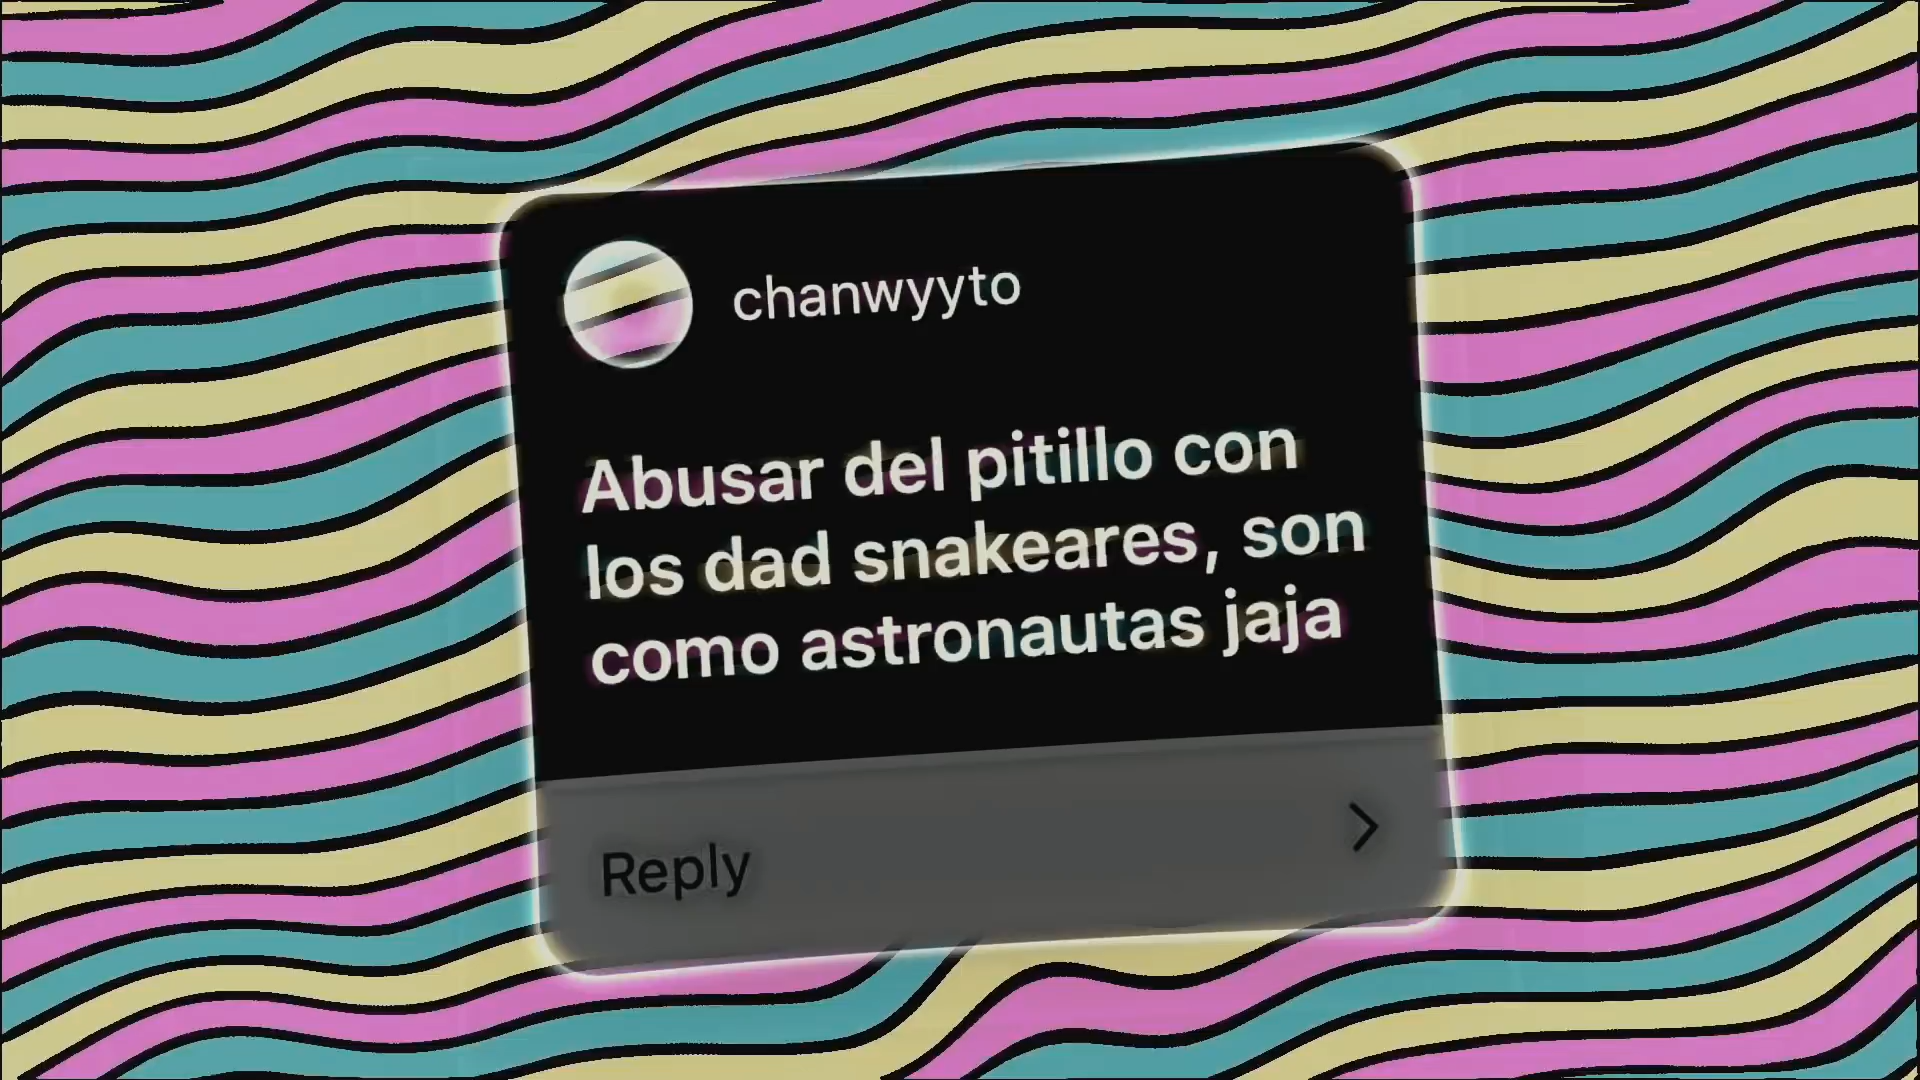 chanwyyto
Abusar del pitillo con
los dad snakeares, son
como astronautas jaja
Reply